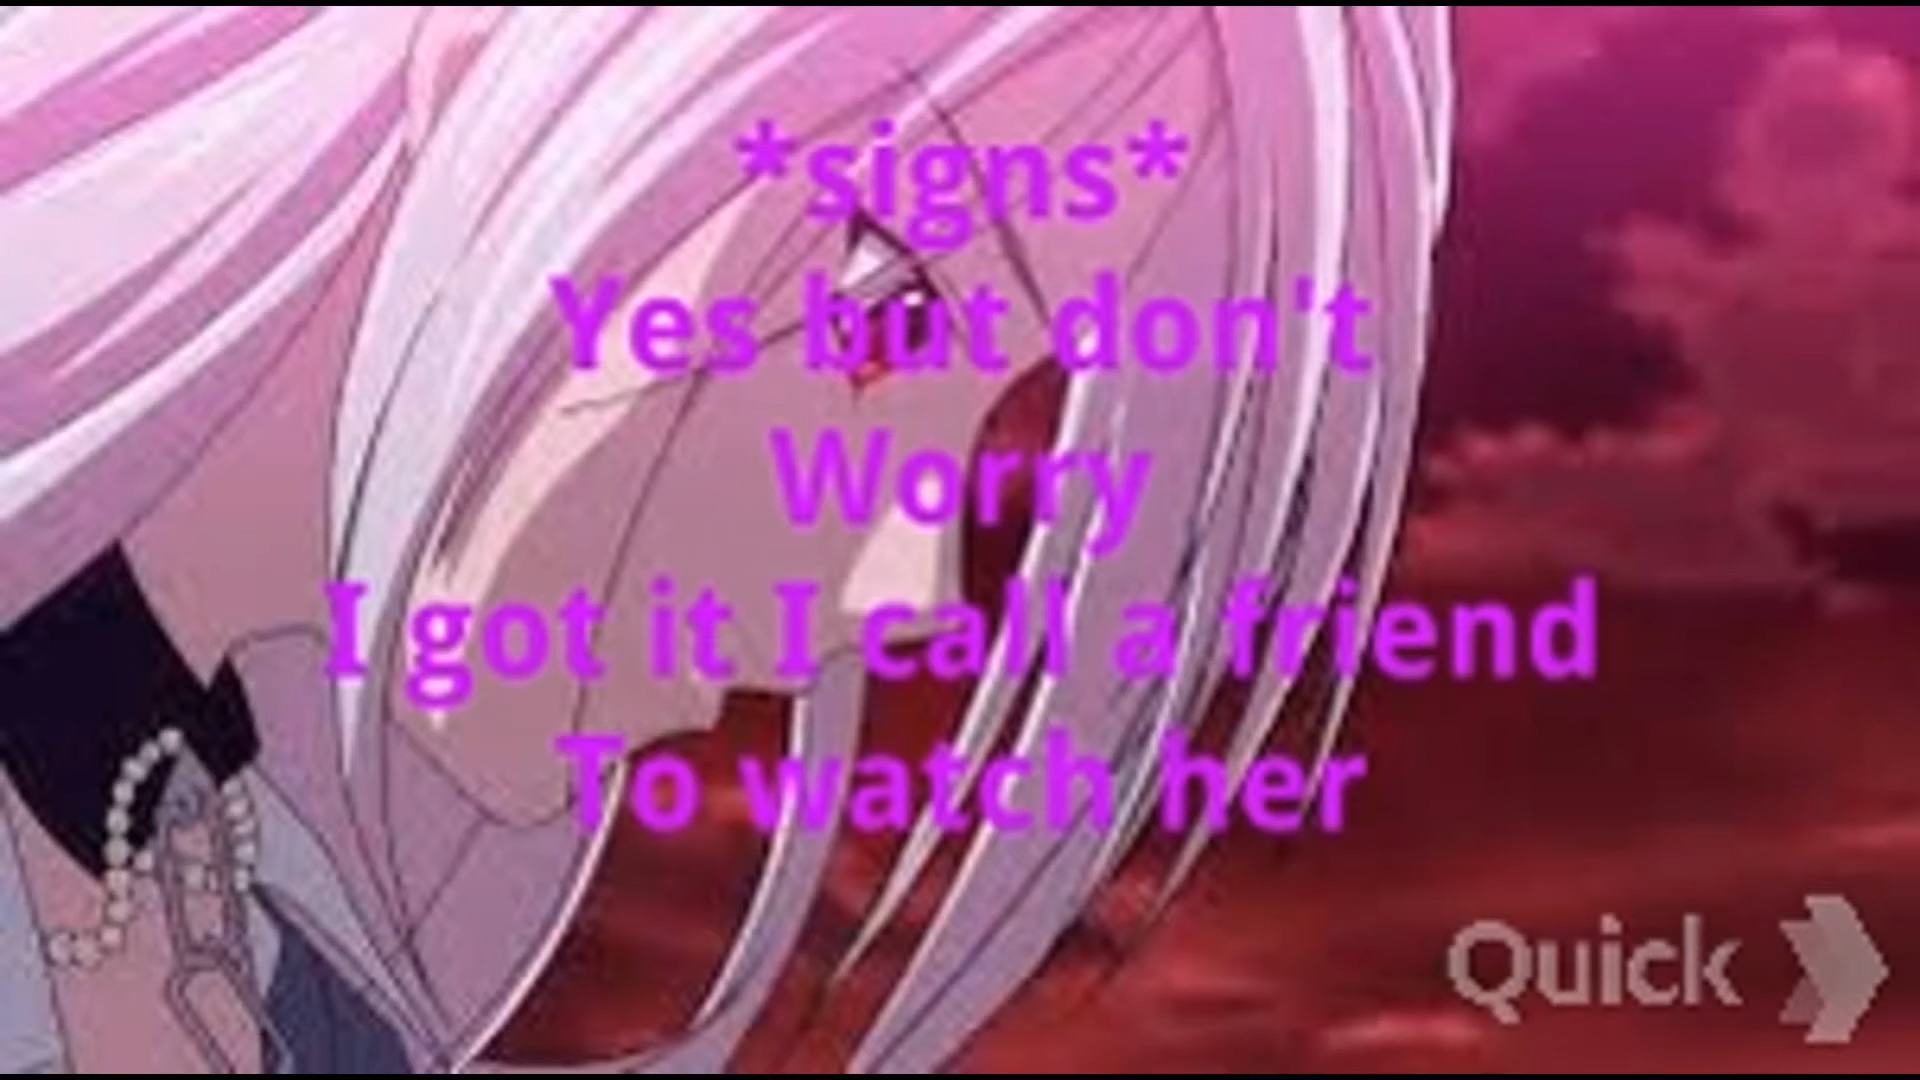 *signs*
Yes but don't
Worry
I got it I call a friend
To watch her
Quick